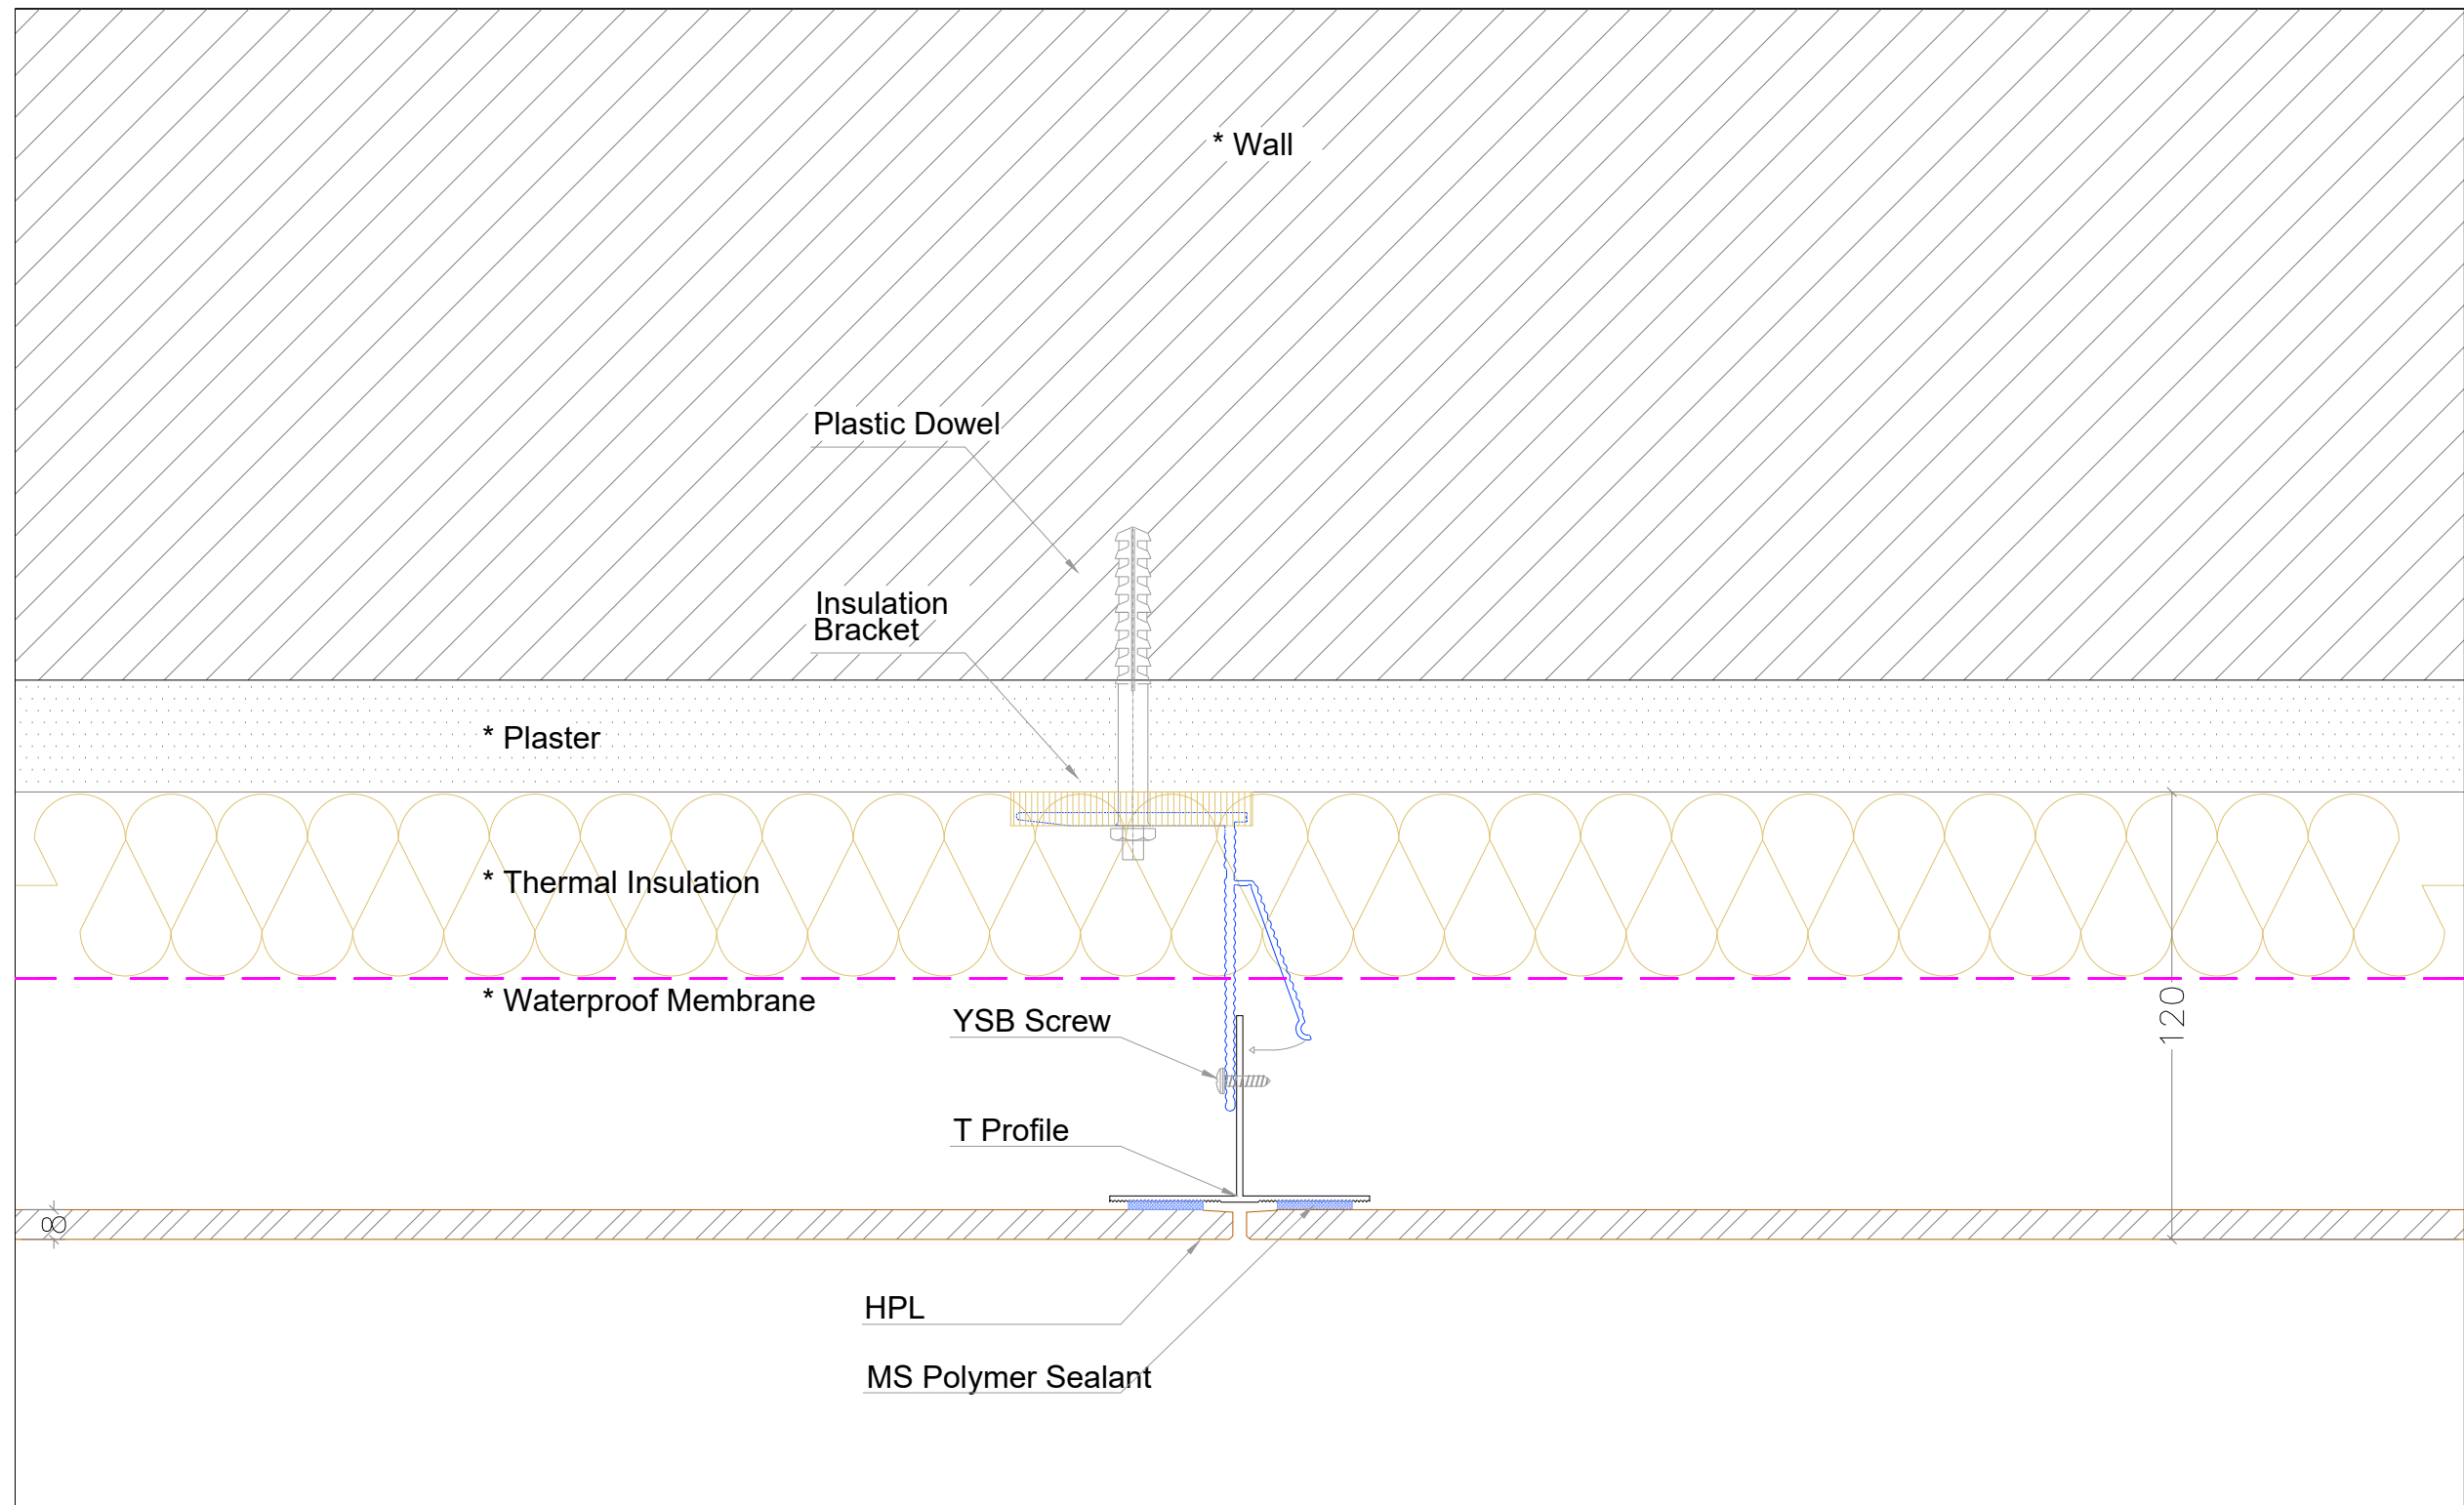 * Wall
Plastic Dowel
Insulation
Bracket
* Plaster
* Thermal Insulation
* Waterproof Membrane
YSB Screw
120
T Profile
8
HPL
MS Polymer Sealant